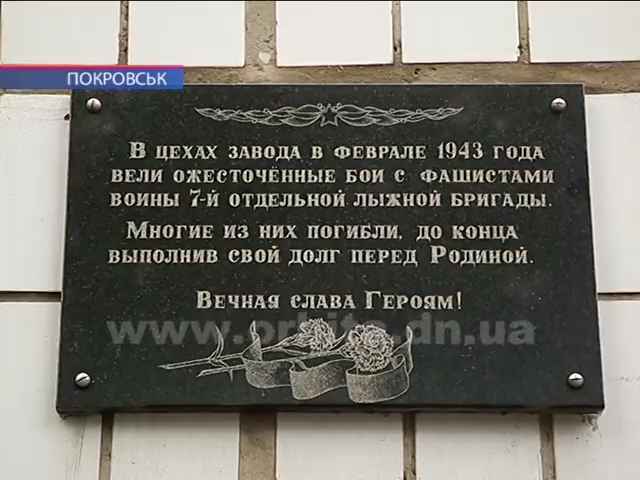 ПОКРОВСЬК
В ЦЕХАХ ЗАВОДА В ФЕВРАЛЕ 1943 ГОДА
ВЕЛИ ОЖЕСТОЧЁННЫЕ БОИ С ФАШИСТАМИ
ВОИНЫ 7-Й ОТДЕЛЬНОЙ ЛЫЖНОЙ БРИГАДЫ.
МНОГИЕ ИЗ НИХ ПОГИБЛИ, ДО КОНЦА
ВЫПОЛНИВ СВОЙ ДОЛГ ПЕРЕД РОДИНОЙ.
ВЕЧНАЯ СЛАВА ГЕРОЯМ!
www.orbita.dn.ua